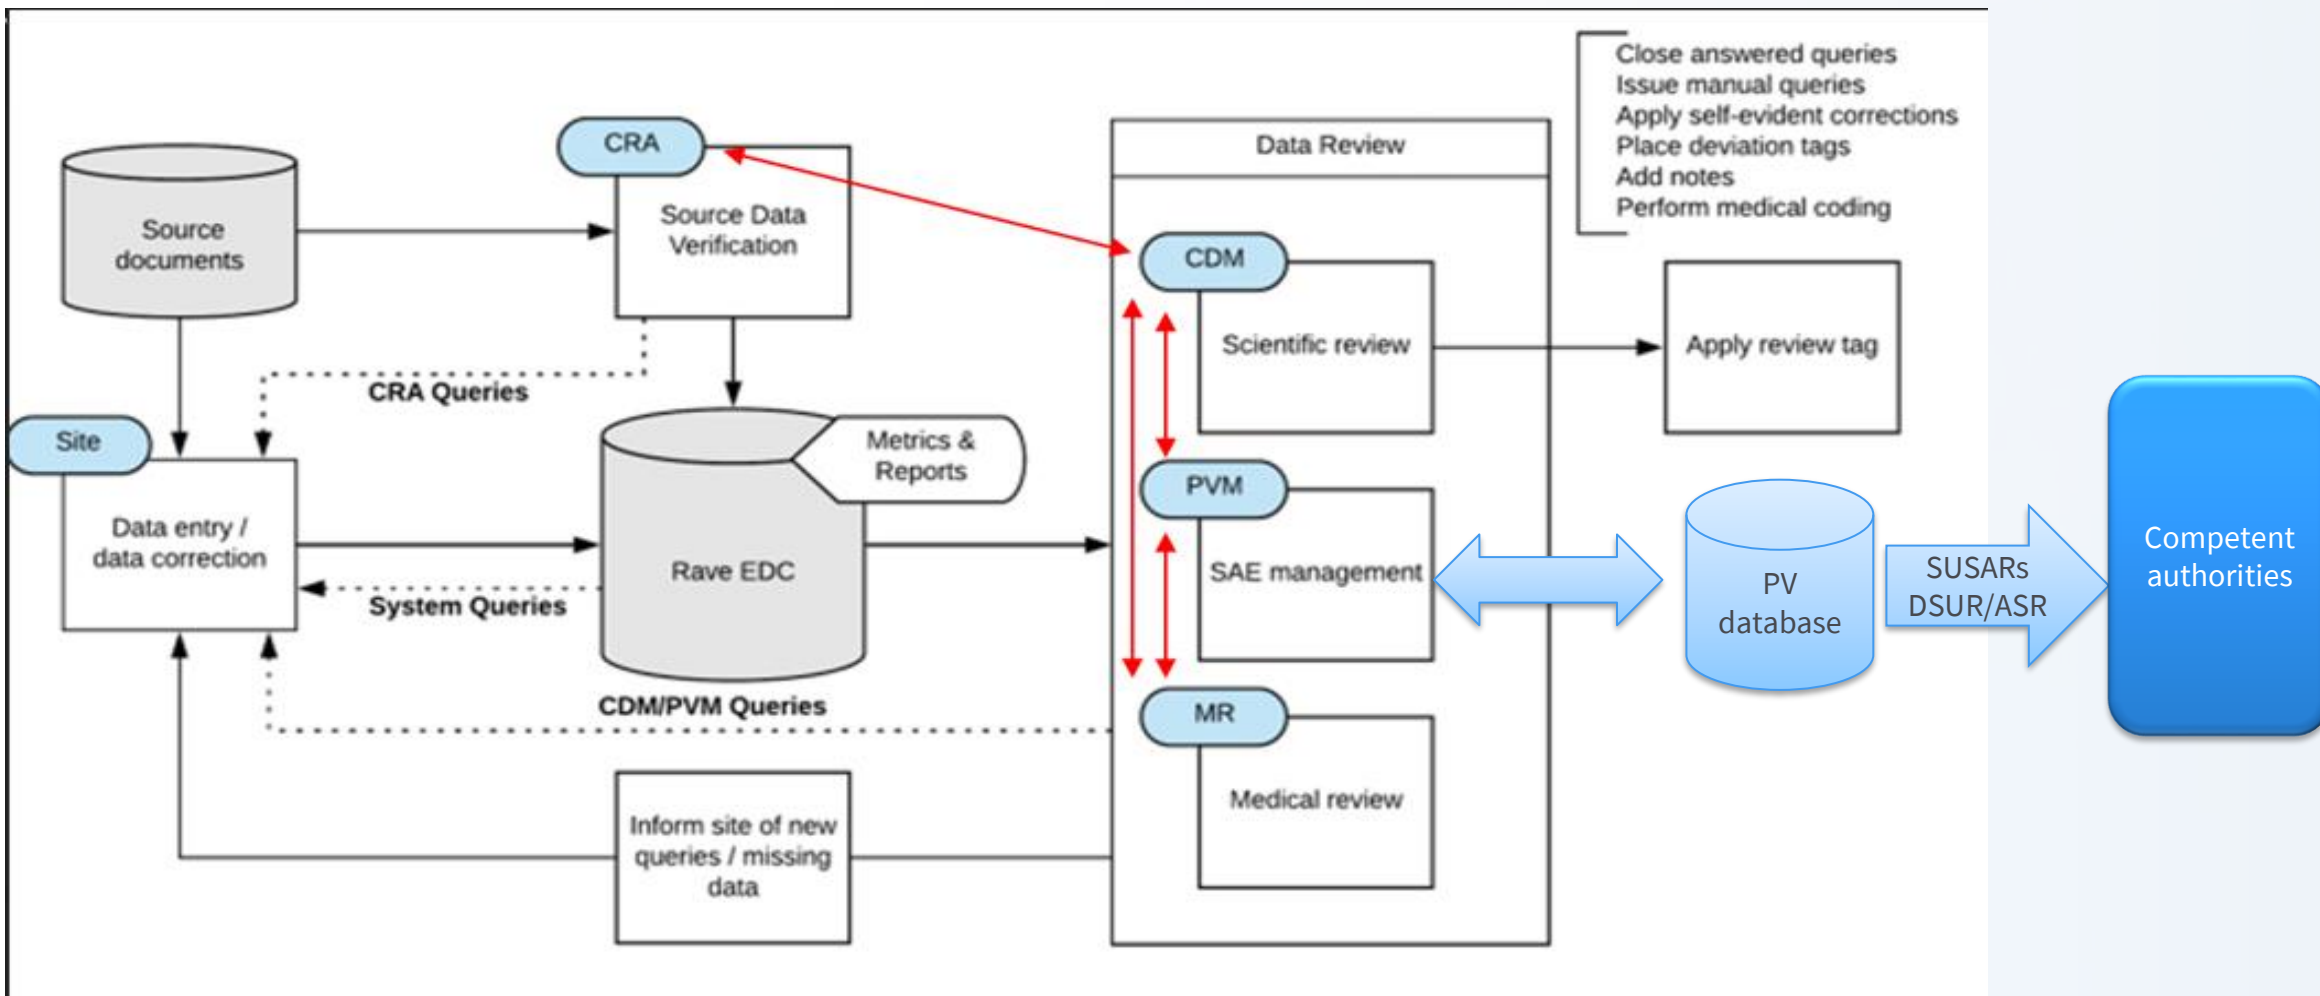 Close answered queries
Issue manual queries
Apply self-evident corrections
Place deviation tags
Add notes
Perform medical coding
CRA
Source Data
Verification
Data Review
Source
documents
CDM
Scientific review
Apply review tag
CRA Queries
Site
Metrics &
Reports
Data entry /
data correction
Rave EDC
System Queries
PVM
SAE management
PV
database
SUSARs
DSUR/ASR
Competent
authorities
CDM/PVM Queries
MR
Medical review
Inform site of new
queries / missing
data